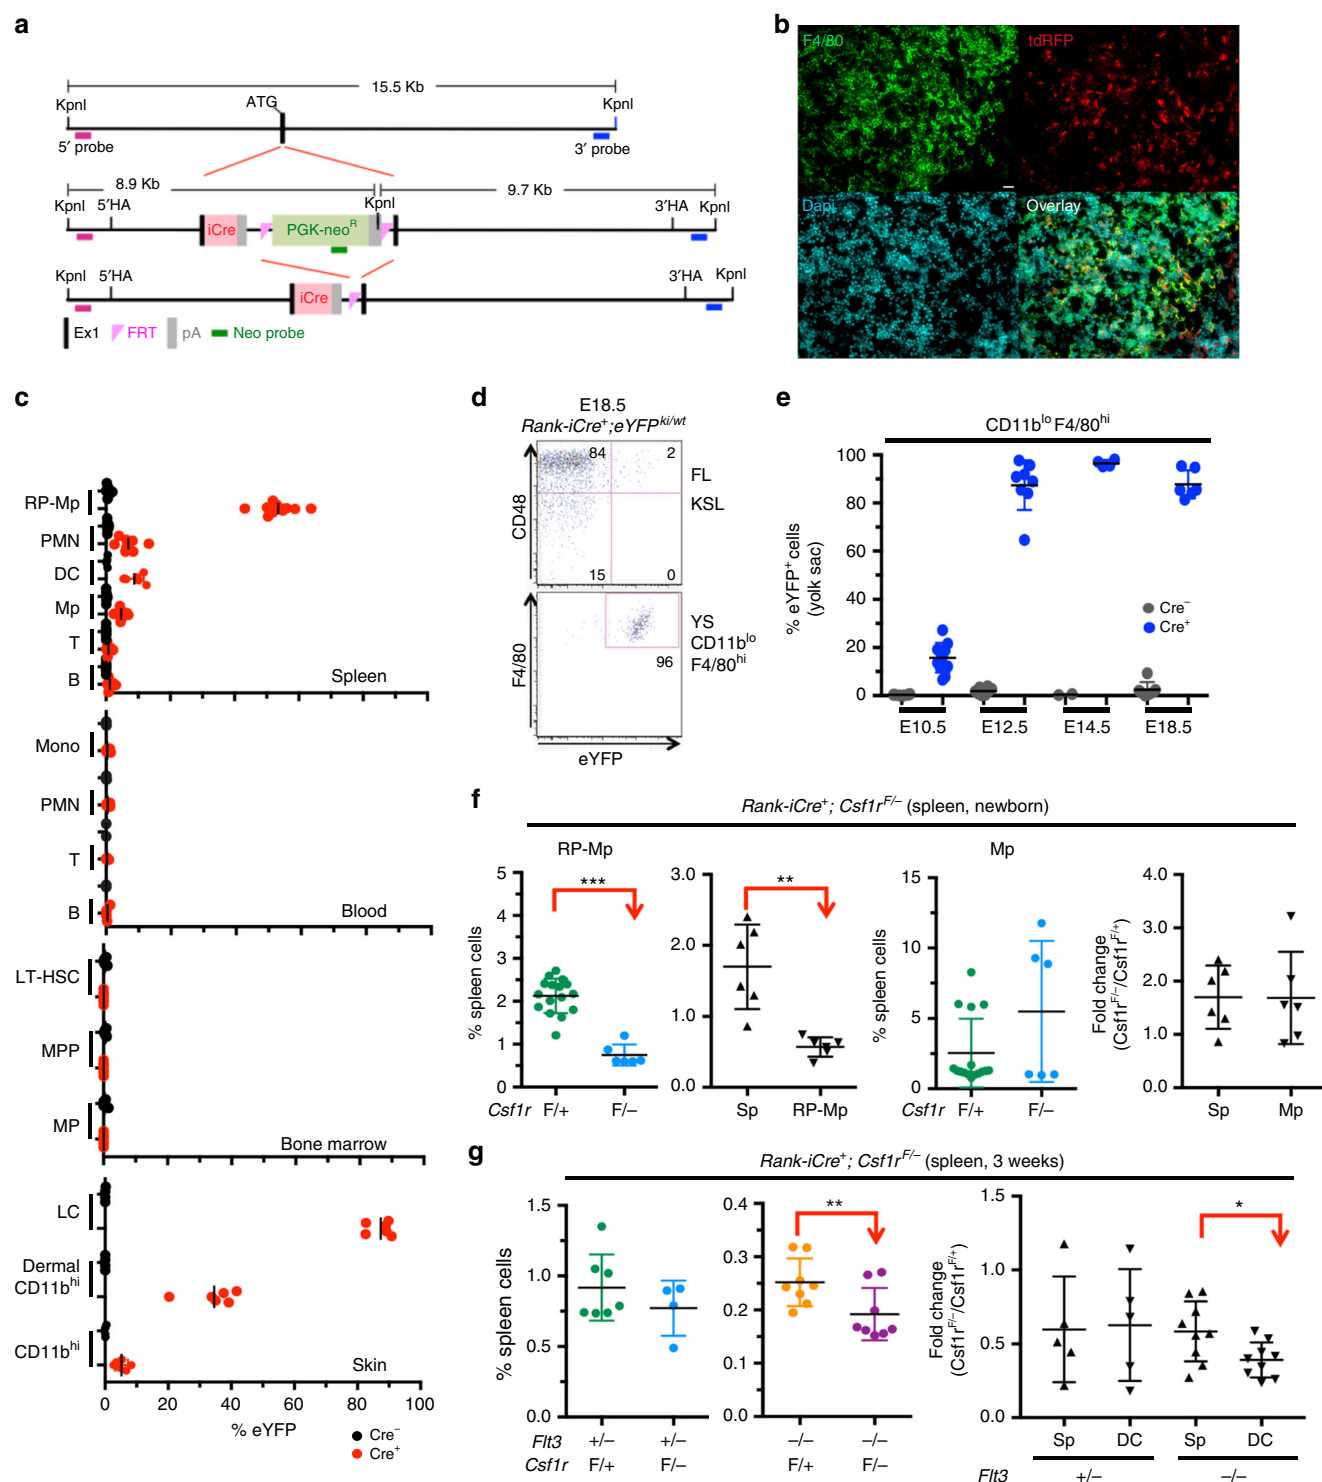 a
15.5 Kb
KpnI
ATG
KpnI
5′ probe
3′ probe
8.9 Kb
9.7 Kb
KpnI
5′HA
KpnI
3′HA
KpnI
iCre
PGK-neoR
KpnI
5′HA
3′HA
KpnI
iCre
Ex1
FRT
pA
Neo probe
b
F4/80
tdRFP
Dapi
Overlay
c
RP-Mp
PMN
DC
Mp
T
B
Spleen
Mono
PMN
T
B
Blood
LT-HSC
MPP
MP
Bone marrow
LC
Dermal
CD11bhi
CD11bhi
Skin
0 20 40 60 80 100
% eYFP
Cre−
Cre+
d
E18.5
Rank-iCre+;eYFPki/wt
84
2
FL
KSL
CD48
15
0
YS
CD11blo
F4/80hi
96
F4/80
eYFP
e
CD11blo F4/80hi
% eYFP+ cells
(yolk sac)
100
80
60
40
20
0
Cre−
Cre+
E10.5 E12.5 E14.5 E18.5
f
Rank-iCre+; Csf1rF/− (spleen, newborn)
RP-Mp
Mp
% spleen cells
5
4
3
2
1
0
***
Csf1r F/+ F/−
3.0
2.0
1.0
0.0
**
Sp RP-Mp
% spleen cells
15
10
5
0
Csf1r F/+ F/−
Fold change
(Csf1rF/−/Csf1rF/+)
4.0
3.0
2.0
1.0
0.0
Sp Mp
g
Rank-iCre+; Csf1rF/− (spleen, 3 weeks)
% spleen cells
1.5
1.0
0.5
0.0
Flt3 +/− +/−
Csf1r F/+ F/−
0.4
0.3
0.2
0.1
0.0
**
−/− −/−
F/+ F/−
Fold change
(Csf1rF/−/Csf1rF/+)
1.5
1.0
0.5
0.0
*
Sp DC Sp DC
Flt3 +/− −/−